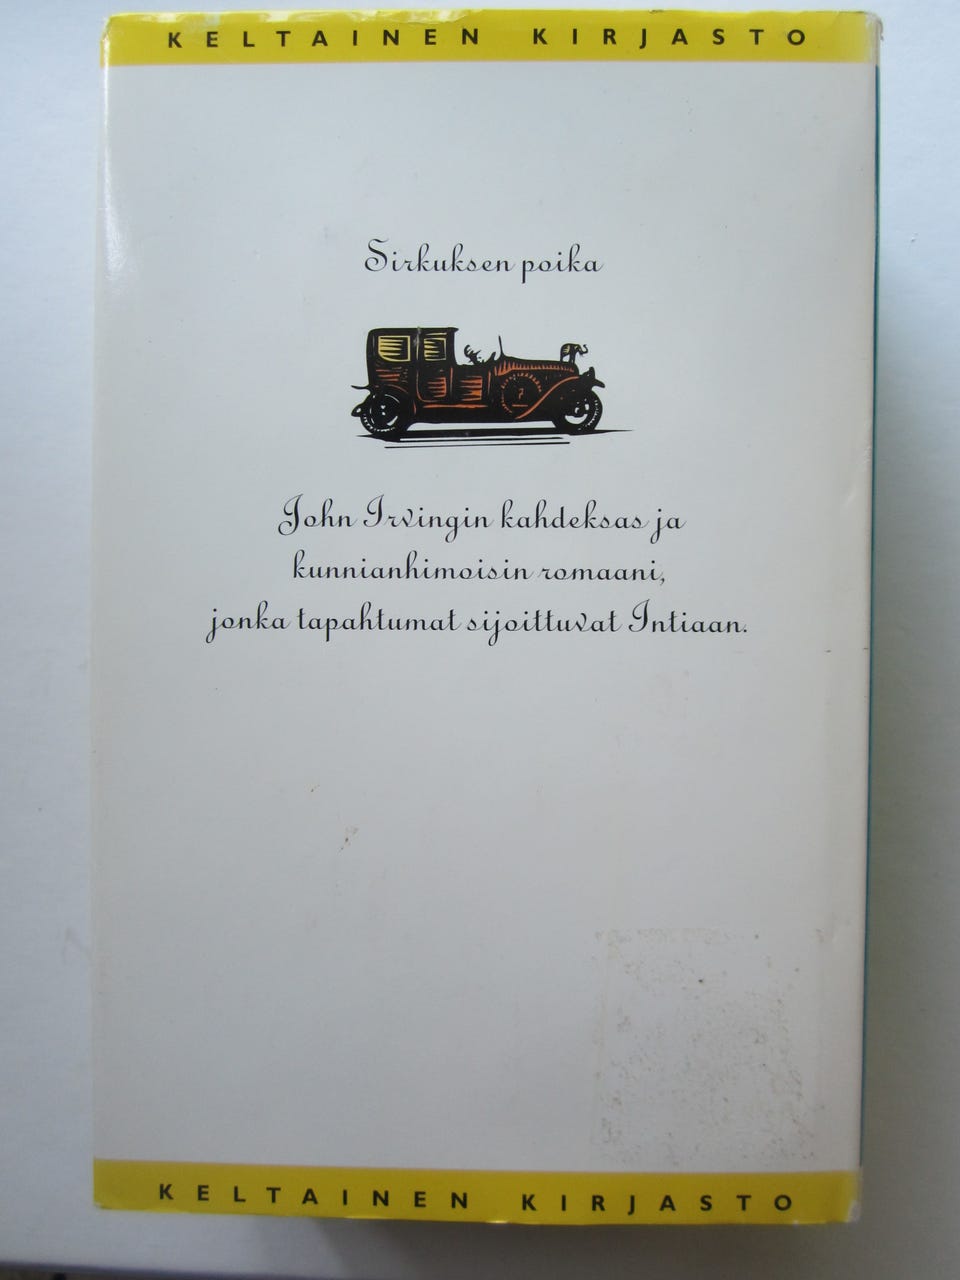 KELTAINEN KIRJASTO
Sirkuksen poika
John Irvingin kahdeksas ja
kunnianhimoisin romaani,
jonka tapahtumat sijoittuvat Intiaan.
KELTAINEN KIRJASTO